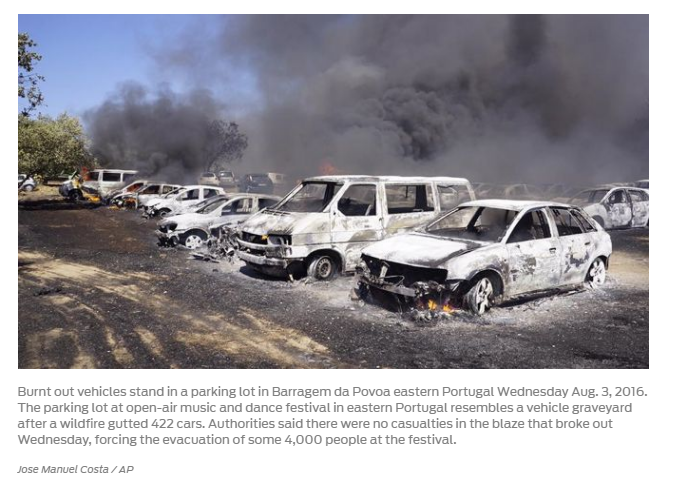 Burnt out vehicles stand in a parking lot in Barragem da Povoa eastern Portugal Wednesday Aug. 3, 2016.
The parking lot at open-air music and dance festival in eastern Portugal resembles a vehicle graveyard
after a wildfire gutted 422 cars. Authorities said there were no casualties in the blaze that broke out
Wednesday, forcing the evacuation of some 4,000 people at the festival.
Jose Manuel Costa / AP